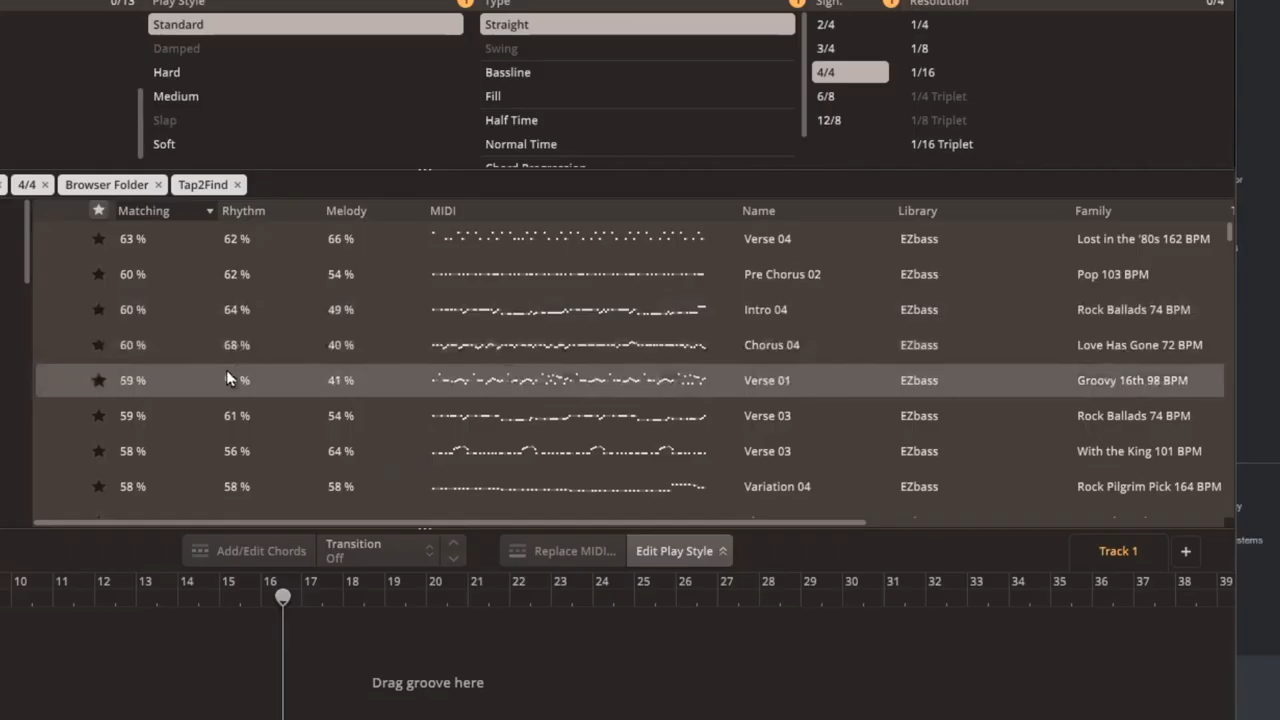 0/13 Play Style 1 Type 1 Sign. 1 Resolution 0/4
Standard Straight 2/4 1/4
Damped Swing 3/4 1/8
Hard Bassline 4/4 1/16
Medium Fill 6/8 1/4 Triplet
Slap Half Time 12/8 1/8 Triplet
Soft Normal Time 1/16 Triplet
Chord Progression
4/4 × Browser Folder × Tap2Find ×
Matching Rhythm Melody MIDI Name Library Family
63 % 62 % 66 % Verse 04 EZbass Lost in the '80s 162 BPM
60 % 62 % 54 % Pre Chorus 02 EZbass Pop 103 BPM
60 % 64 % 49 % Intro 04 EZbass Rock Ballads 74 BPM
60 % 68 % 40 % Chorus 04 EZbass Love Has Gone 72 BPM
59 % % 41 % Verse 01 EZbass Groovy 16th 98 BPM
59 % 61 % 54 % Verse 03 EZbass Rock Ballads 74 BPM
58 % 56 % 64 % Verse 03 EZbass With the King 101 BPM
58 % 58 % 58 % Variation 04 EZbass Rock Pilgrim Pick 164 BPM
Add/Edit Chords Transition Off Replace MIDI... Edit Play Style Track 1 +
10 11 12 13 14 15 16 17 18 19 20 21 22 23 24 25 26 27 28 29 30 31 32 33 34 35 36 37 38 39
Drag groove here